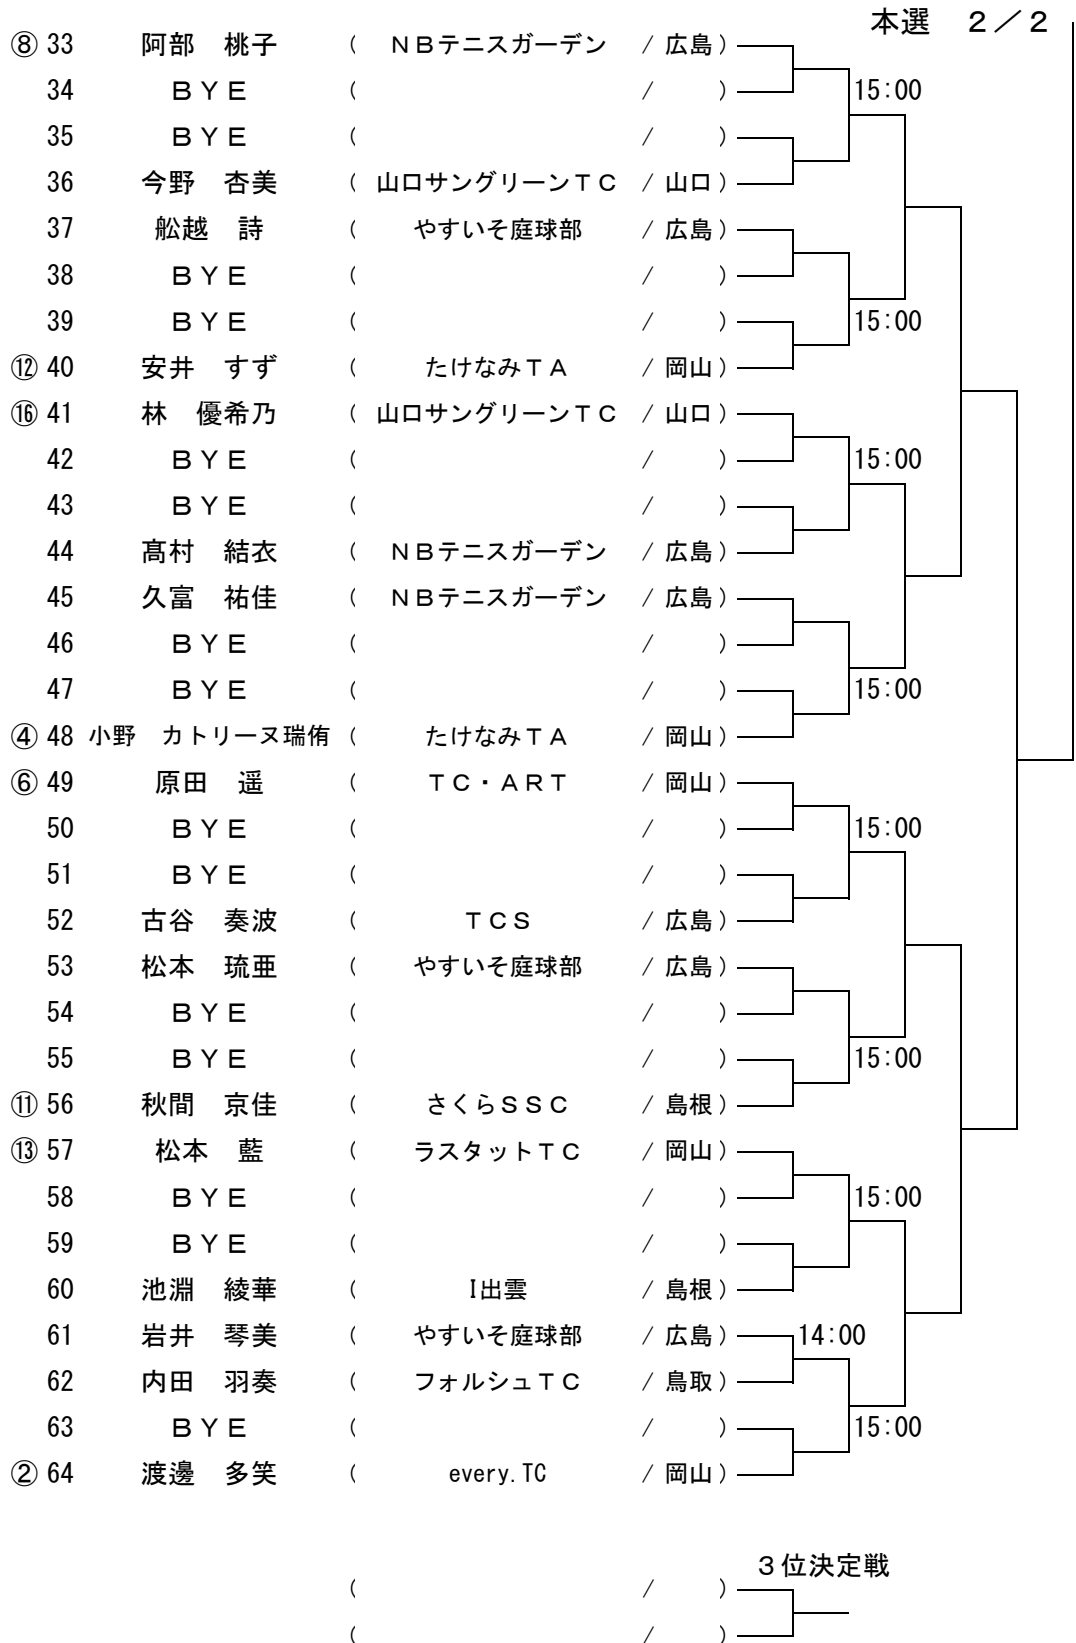 本選　２／２
⑧ 33 阿部　桃子 ( ＮＢテニスガーデン / 広島 )
34 ＢＹＥ ( / ) 15:00
35 ＢＹＥ ( / )
36 今野　杏美 ( 山口サングリーンＴＣ / 山口 )
37 舩越　詩 ( やすいそ庭球部 / 広島 )
38 ＢＹＥ ( / )
39 ＢＹＥ ( / ) 15:00
⑫ 40 安井　すず ( たけなみＴＡ / 岡山 )
⑯ 41 林　優希乃 ( 山口サングリーンＴＣ / 山口 )
42 ＢＹＥ ( / ) 15:00
43 ＢＹＥ ( / )
44 髙村　結衣 ( ＮＢテニスガーデン / 広島 )
45 久富　祐佳 ( ＮＢテニスガーデン / 広島 )
46 ＢＹＥ ( / )
47 ＢＹＥ ( / ) 15:00
④ 48 小野　カトリーヌ瑞侑 ( たけなみＴＡ / 岡山 )
⑥ 49 原田　遥 ( ＴＣ・ＡＲＴ / 岡山 )
50 ＢＹＥ ( / ) 15:00
51 ＢＹＥ ( / )
52 古谷　奏波 ( ＴＣＳ / 広島 )
53 松本　琉亜 ( やすいそ庭球部 / 広島 )
54 ＢＹＥ ( / )
55 ＢＹＥ ( / ) 15:00
⑪ 56 秋間　京佳 ( さくらＳＳＣ / 島根 )
⑬ 57 松本　藍 ( ラスタットＴＣ / 岡山 )
58 ＢＹＥ ( / ) 15:00
59 ＢＹＥ ( / )
60 池淵　綾華 ( I出雲 / 島根 )
61 岩井　琴美 ( やすいそ庭球部 / 広島 ) 14:00
62 内田　羽奏 ( フォルシュＴＣ / 鳥取 )
63 ＢＹＥ ( / ) 15:00
② 64 渡邊　多笑 ( every.TC / 岡山 )
３位決定戦
( / )
( / )